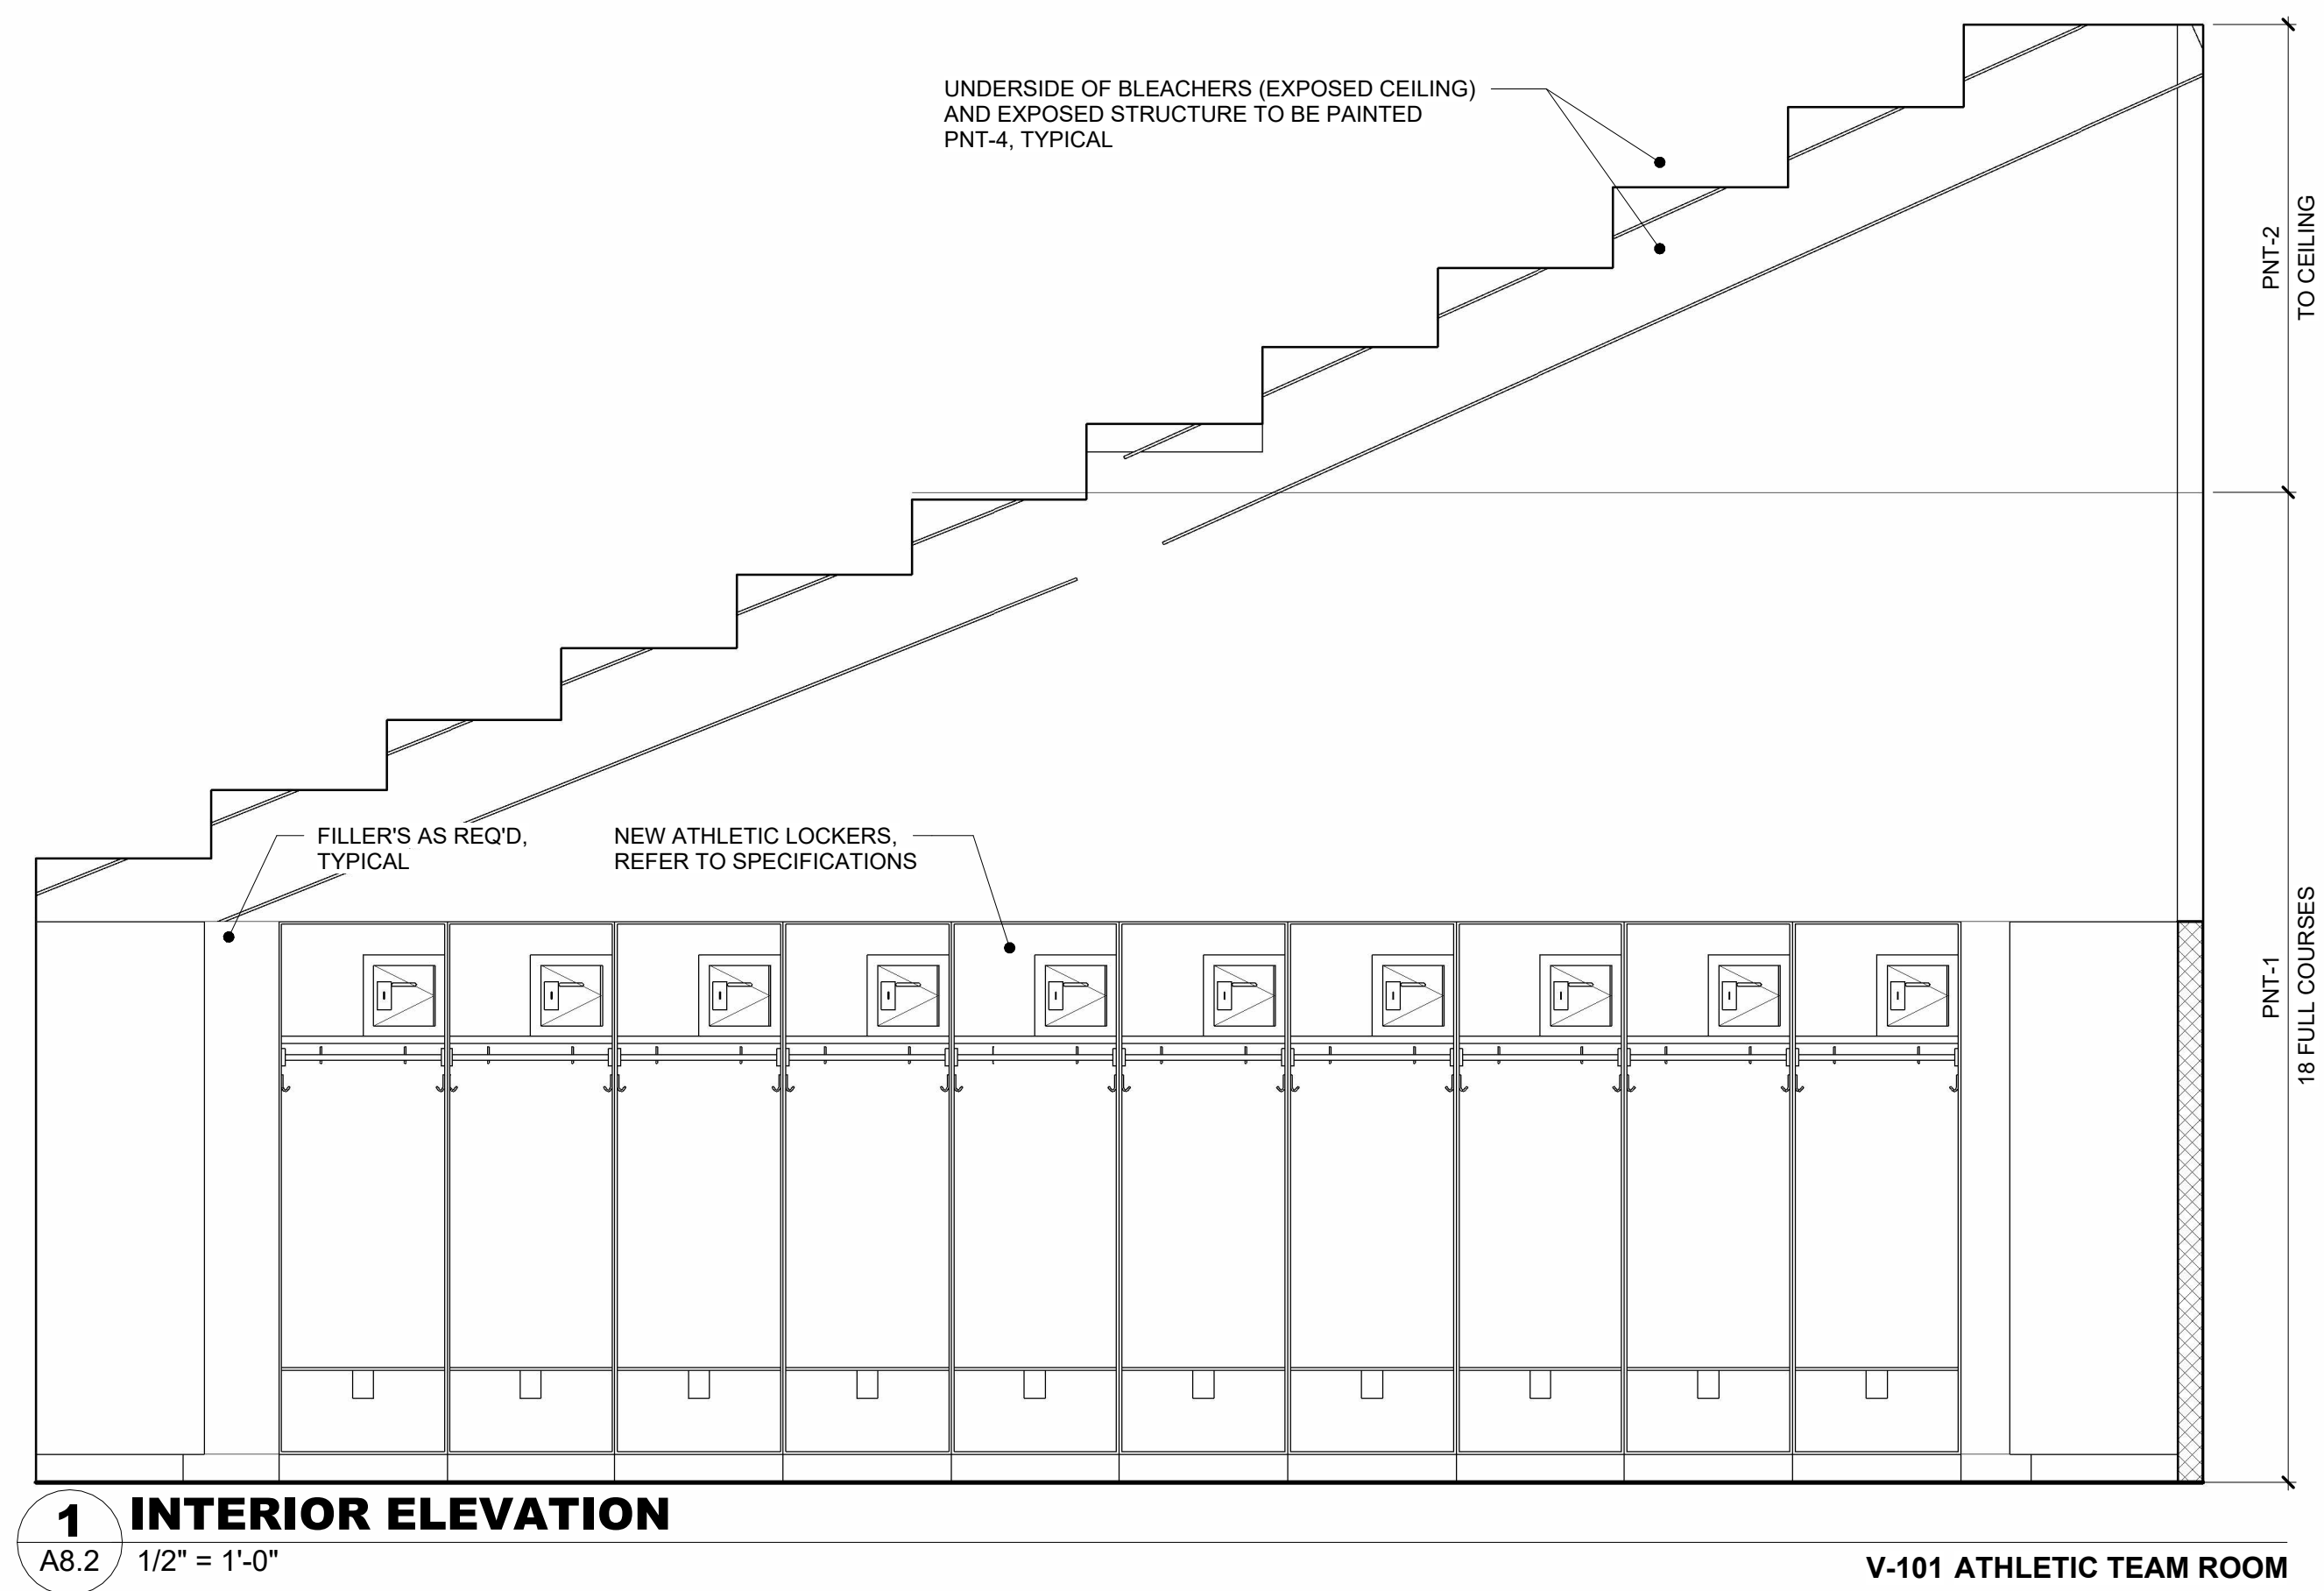 UNDERSIDE OF BLEACHERS (EXPOSED CEILING)
AND EXPOSED STRUCTURE TO BE PAINTED
PNT-4, TYPICAL
PNT-2
TO CEILING
FILLER'S AS REQ'D,
TYPICAL
NEW ATHLETIC LOCKERS,
REFER TO SPECIFICATIONS
PNT-1
18 FULL COURSES
1
INTERIOR ELEVATION
A8.2
1/2" = 1'-0"
V-101 ATHLETIC TEAM ROOM